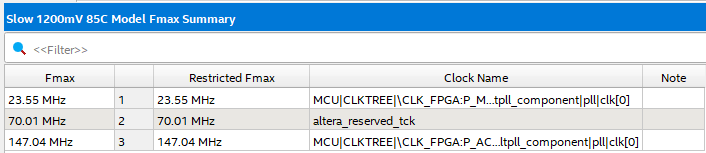 Slow 1200mV 85C Model Fmax Summary
<<Filter>>
Fmax Restricted Fmax Clock Name Note
23.55 MHz 1 23.55 MHz MCU|CLKTREE|\CLK_FPGA:P_M...tpll_component|pll|clk[0]
70.01 MHz 2 70.01 MHz altera_reserved_tck
147.04 MHz 3 147.04 MHz MCU|CLKTREE|\CLK_FPGA:P_AC...ltpll_component|pll|clk[0]